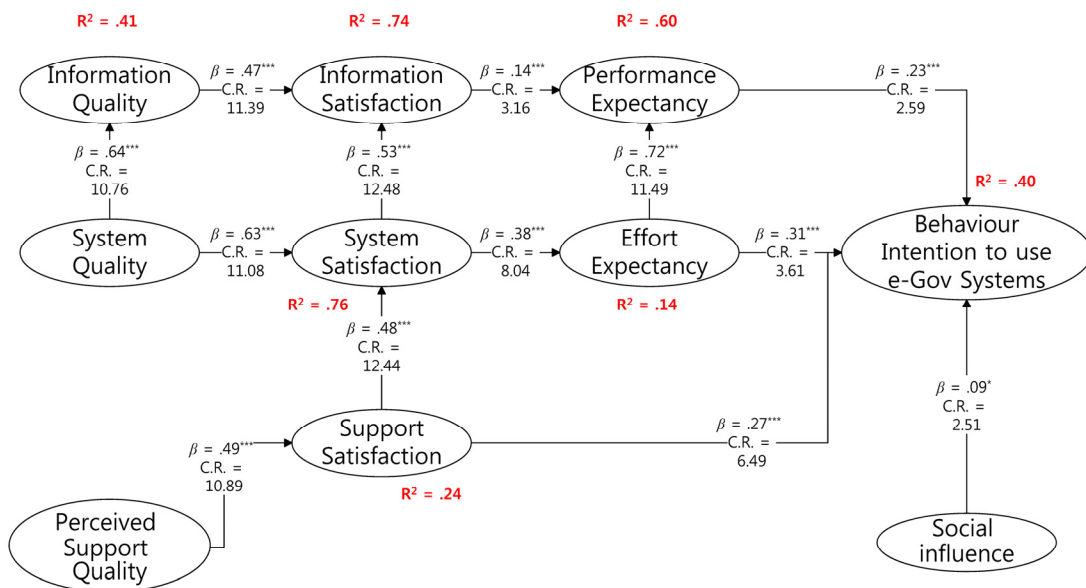 R² = .41
R² = .74
R² = .60
Information
Quality
β = .47***
C.R. =
11.39
Information
Satisfaction
β = .14***
C.R. =
3.16
Performance
Expectancy
β = .23***
C.R. =
2.59
β = .64***
C.R. =
10.76
β = .53***
C.R. =
12.48
β = .72***
C.R. =
11.49
R² = .40
System
Quality
β = .63***
C.R. =
11.08
System
Satisfaction
β = .38***
C.R. =
8.04
Effort
Expectancy
β = .31***
C.R. =
3.61
Behaviour
Intention to use
e-Gov Systems
R² = .76
R² = .14
β = .48***
C.R. =
12.44
β = .09*
C.R. =
2.51
β = .49***
C.R. =
10.89
Support
Satisfaction
β = .27***
C.R. =
6.49
R² = .24
Perceived
Support
Quality
Social
influence